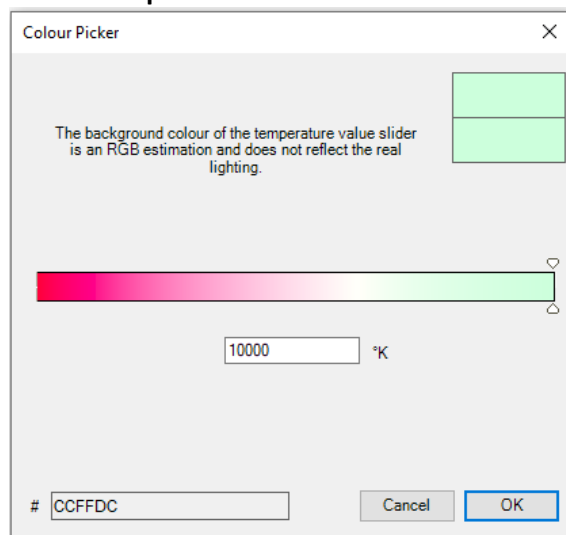 Colour Picker
The background colour of the temperature value slider
is an RGB estimation and does not reflect the real
lighting.
10000 °K
# CCFFDC Cancel OK